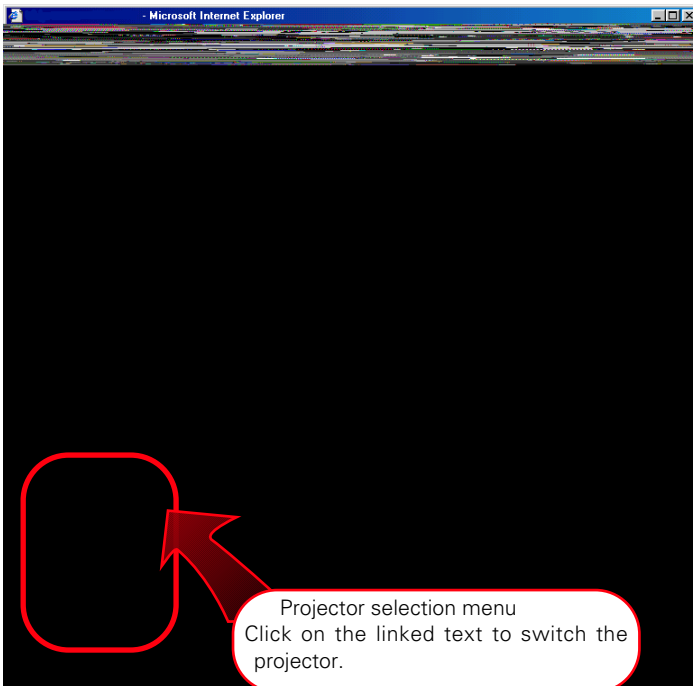 - Microsoft Internet Explorer
Projector selection menu
Click on the linked text to switch the
projector.